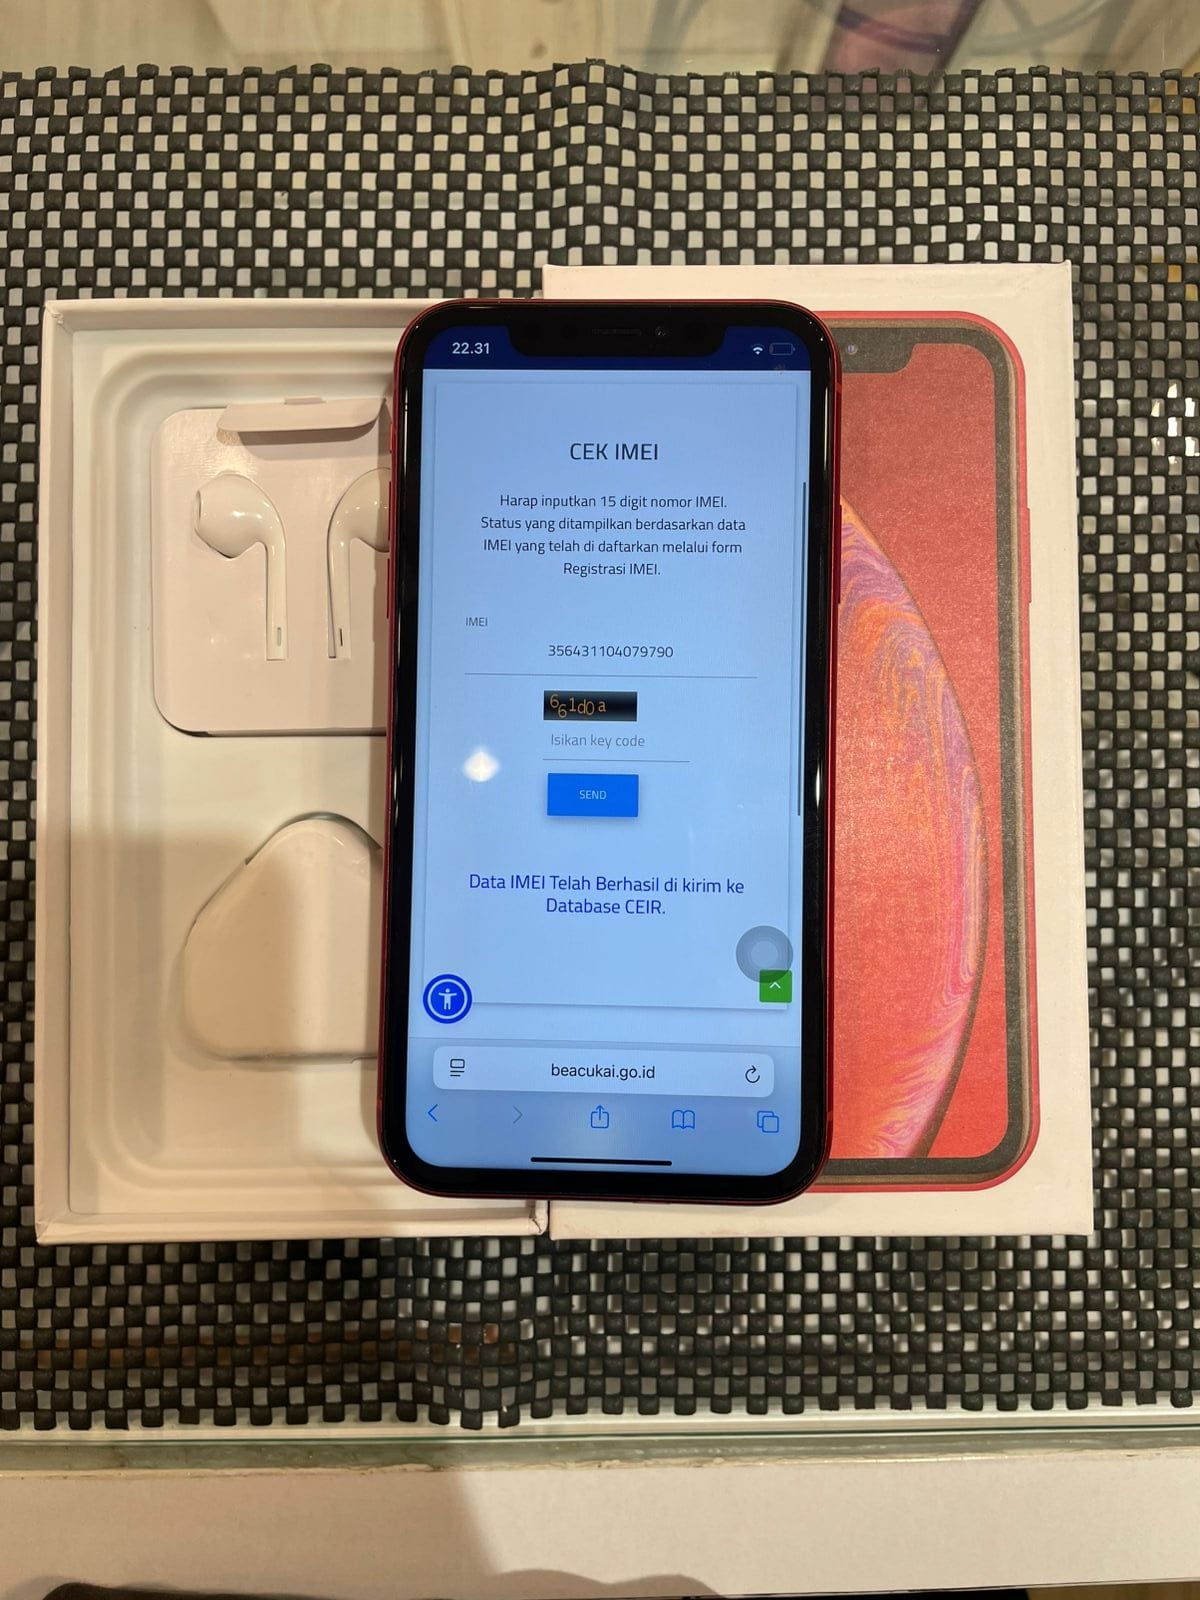 22.31
CEK IMEI
Harap inputkan 15 digit nomor IMEI.
Status yang ditampilkan berdasarkan data
IMEI yang telah di daftarkan melalui form
Registrasi IMEI.
IMEI
356431104079790
661d0a
Isikan key code
SEND
Data IMEI Telah Berhasil di kirim ke
Database CEIR.
beacukai.go.id